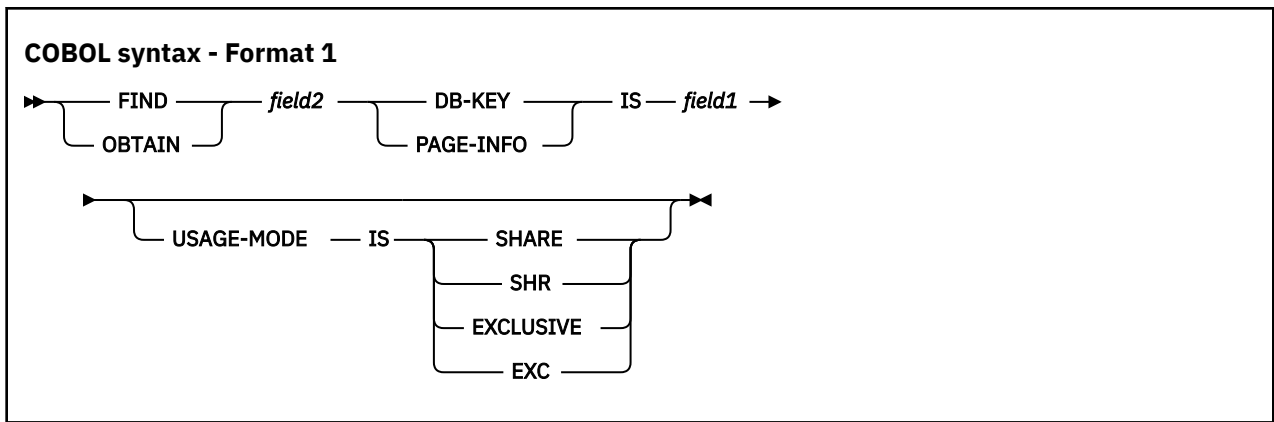 COBOL syntax - Format 1
FIND field2 DB-KEY IS field1
OBTAIN PAGE-INFO
USAGE-MODE IS SHARE
SHR
EXCLUSIVE
EXC